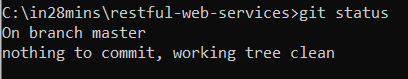 C:\in28mins\restful-web-services>git status
On branch master
nothing to commit, working tree clean